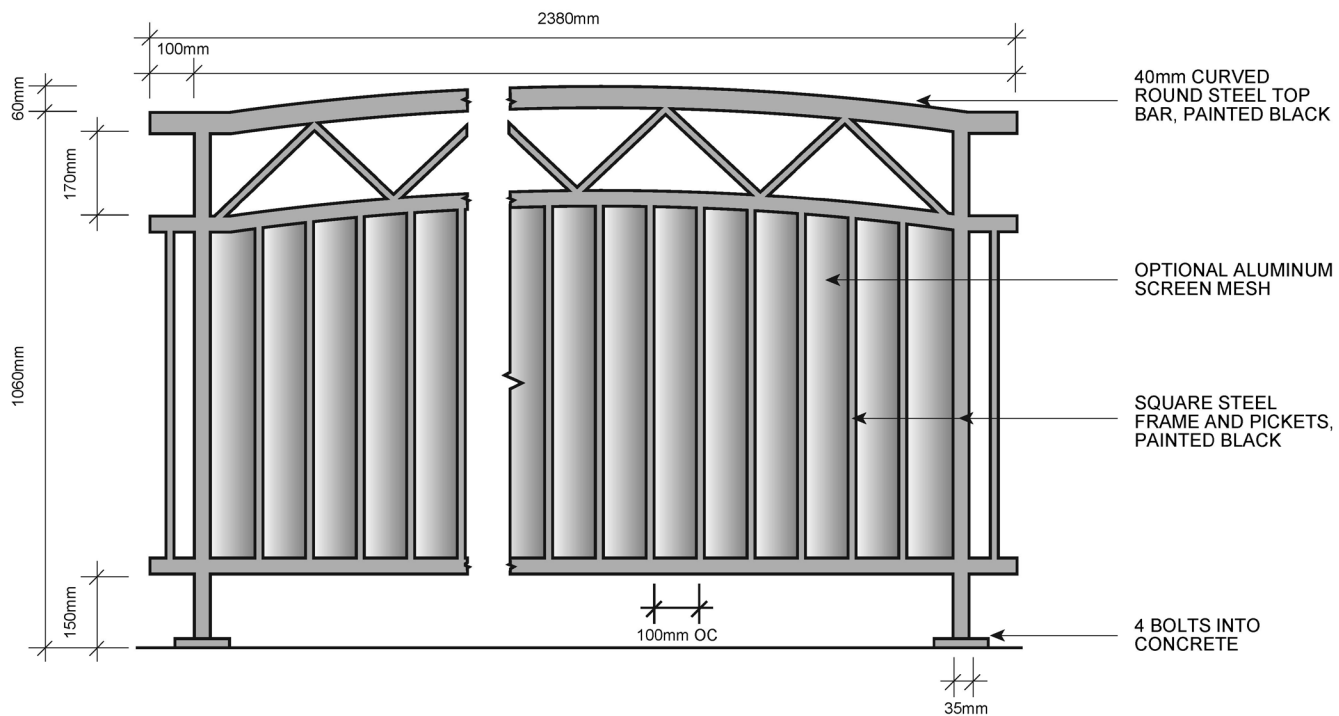 2380mm
100mm
60mm
40mm CURVED
ROUND STEEL TOP
BAR, PAINTED BLACK
170mm
OPTIONAL ALUMINUM
SCREEN MESH
1060mm
SQUARE STEEL
FRAME AND PICKETS,
PAINTED BLACK
150mm
100mm OC
4 BOLTS INTO
CONCRETE
35mm